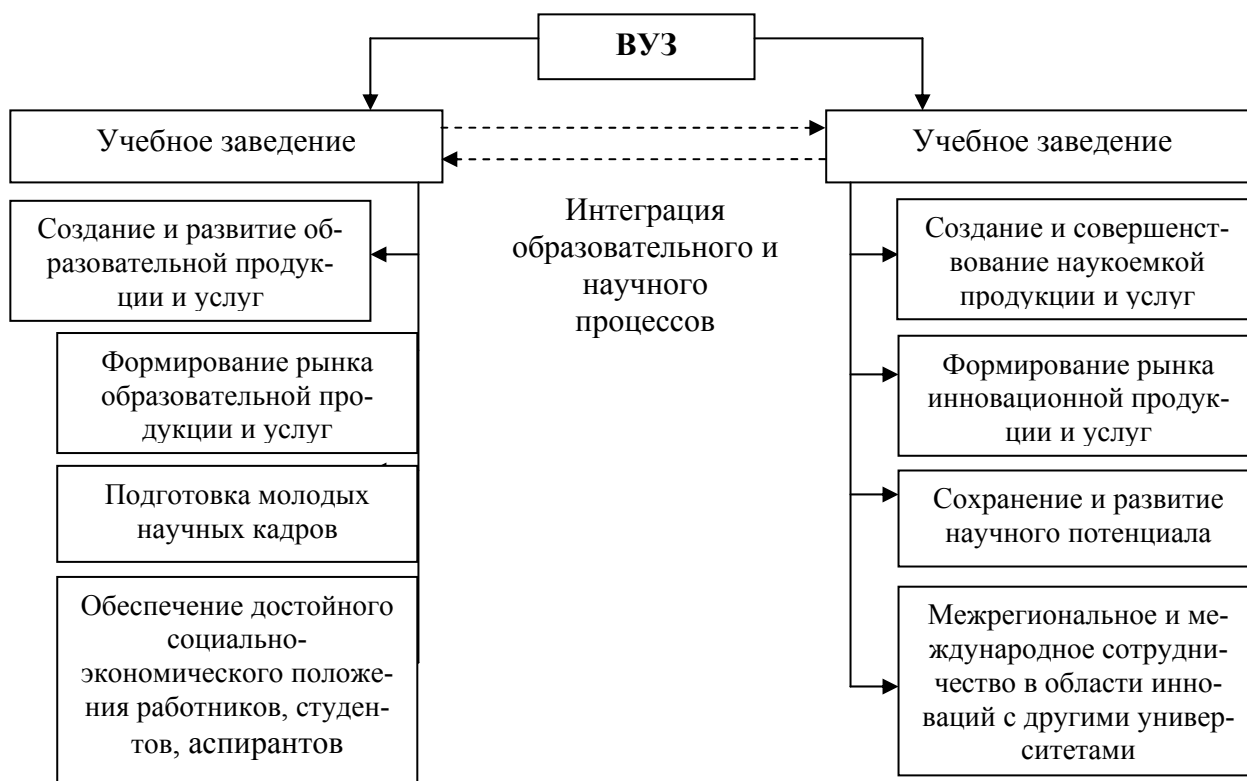 ВУЗ
Учебное заведение
Учебное заведение
Создание и развитие об-
разовательной продук-
ции и услуг
Формирование рынка
образовательной про-
дукции и услуг
Подготовка молодых
научных кадров
Обеспечение достойного
социально-
экономического положе-
ния работников, студен-
тов, аспирантов
Интеграция
образовательного и
научного
процессов
Создание и совершенст-
вование наукоемкой
продукции и услуг
Формирование рынка
инновационной продук-
ции и услуг
Сохранение и развитие
научного потенциала
Межрегиональное и ме-
ждународное сотрудни-
чество в области инно-
ваций с другими универ-
ситетами